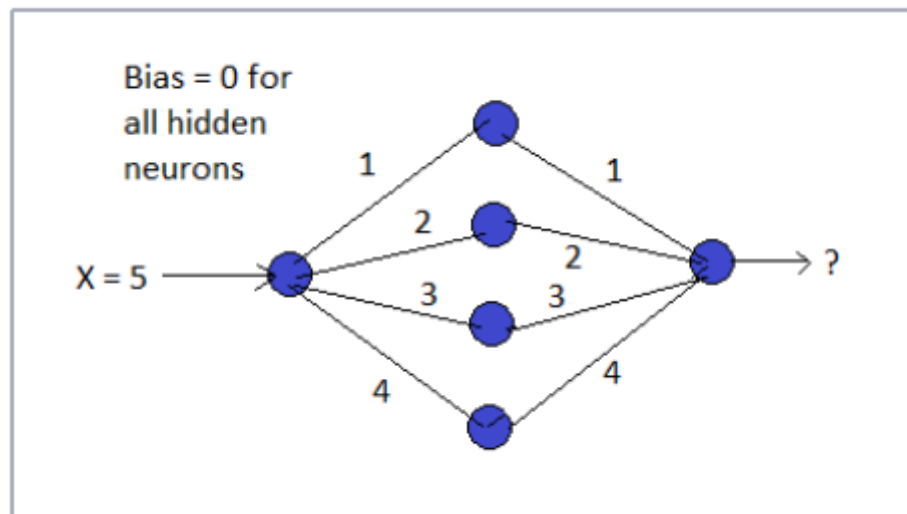 Bias = 0 for
all hidden
neurons
1
1
2
2
X = 5
?
3
3
4
4